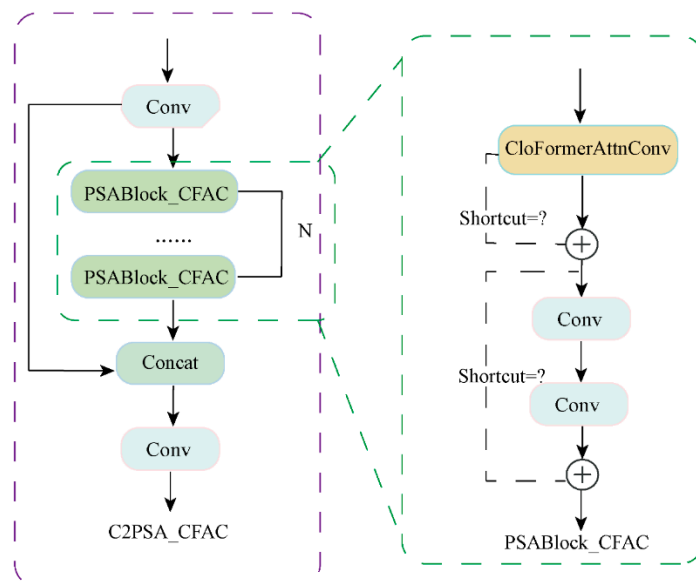 Conv
PSABlock_CFAC
......
PSABlock_CFAC
N
Concat
Conv
C2PSA_CFAC
CloFormerAttnConv
Shortcut=?
+
Conv
Shortcut=?
Conv
+
PSABlock_CFAC